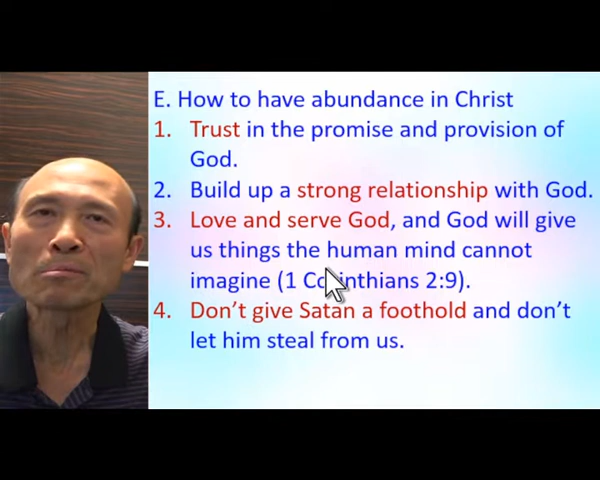 E. How to have abundance in Christ
1. Trust in the promise and provision of
God.
2. Build up a strong relationship with God.
3. Love and serve God, and God will give
us things the human mind cannot
imagine (1 Corinthians 2:9).
4. Don't give Satan a foothold and don't
let him steal from us.